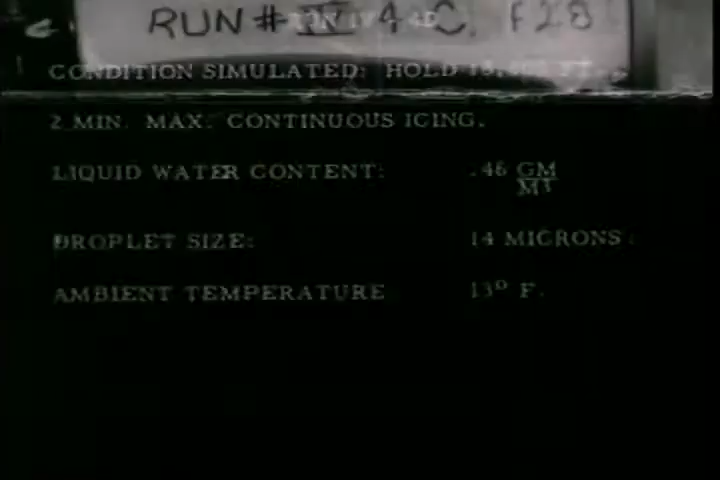 RUN # IV 4 C, F28
CONDITION SIMULATED: HOLD
2 MIN. MAX. CONTINUOUS ICING.
LIQUID WATER CONTENT: .46 GM
M³
DROPLET SIZE: 14 MICRONS.
AMBIENT TEMPERATURE 13° F.